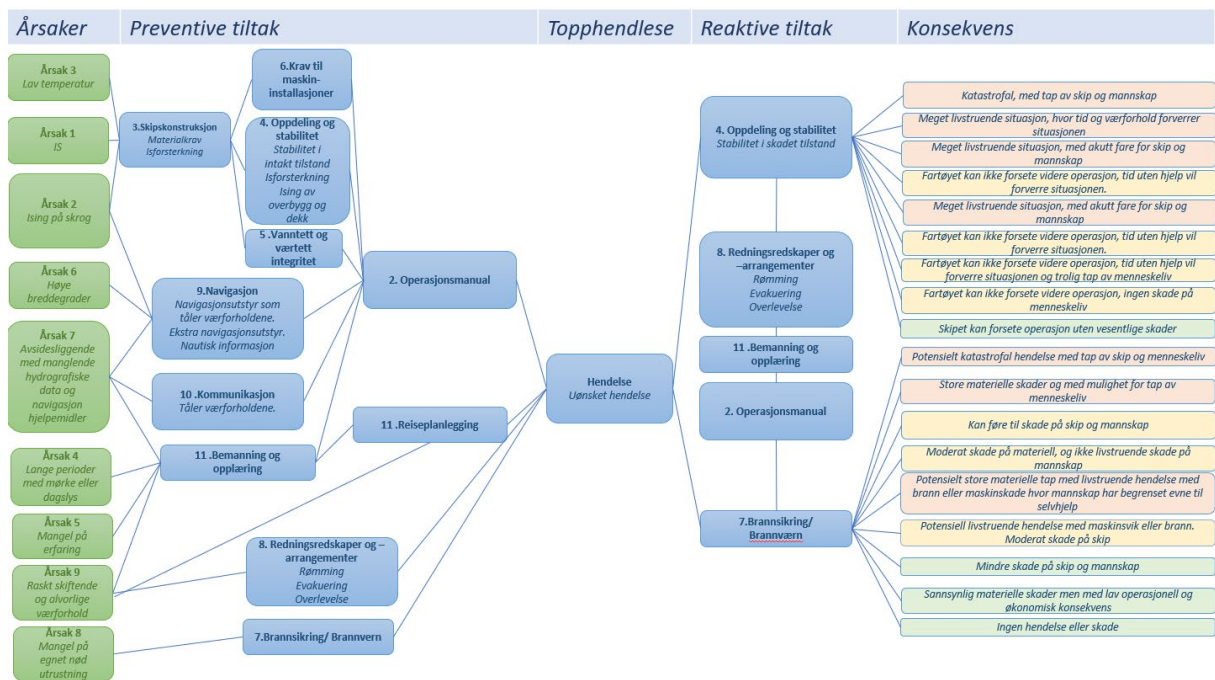 Årsaker
Preventive tiltak
Topphendlese
Reaktive tiltak
Konsekvens
Årsak 3
Lav temperatur
Årsak 1
IS
Årsak 2
Ising på skrog
Årsak 6
Høye
breddegrader
Årsak 7
Avsidesliggende
med manglende
hydrografiske
data og
navigasjon
hjelpemidler
Årsak 4
Lange perioder
med mørke eller
dagslys
Årsak 5
Mangel på
erfaring
Årsak 9
Raskt skiftende
og alvorlige
værforhold
Årsak 8
Mangel på
egnet nød
utrustning
3.Skipskonstruksjon
Materialkrav
Isforsterkning
6.Krav til
maskin-
installasjoner
4. Oppdeling og
stabilitet
Stabilitet i
intakt tilstand
Isforsterkning
Ising av
overbygg og
dekk
5 .Vanntett og
værtett
integritet
9.Navigasjon
Navigasjonsutyr som
tåler værforholdene.
Ekstra navigasjonsutyr.
Nautisk informasjon
10 .Kommunikasjon
Tåler værforholdene.
11 .Bemanning og
opplæring
8. Redningsredskaper og –
arrangementer
Rømming
Evakuering
Overlevelse
7.Brannsikring/ Brannvern
2. Operasjonsmanual
11 .Reiseplanlegging
Hendelse
Uønsket hendelse
4. Oppdeling og stabilitet
Stabilitet i skadet tilstand
8. Redningsredskaper og
–arrangementer
Rømming
Evakuering
Overlevelse
11.Bemanning og
opplæring
2. Operasjonsmanual
7.Brannsikring/
Brannværn
Katastrofal, med tap av skip og mannskap
Meget livstruende situasjon, hvor tid og værforhold forverrer
situasjonen
Meget livstruende situasjon, med akutt fare for skip og
mannskap
Fartøyet kan ikke forsete videre operasjon, tid uten hjelp vil
forverre situasjonen.
Meget livstruende situasjon, med akutt fare for skip og
mannskap
Fartøyet kan ikke forsete videre operasjon, tid uten hjelp vil
forverre situasjonen.
Fartøyet kan ikke forsete videre operasjon, tid uten hjelp vil
forverre situasjonen og trolig tap av menneskeliv
Fartøyet kan ikke forsete videre operasjon, ingen skade på
menneskeliv
Skipet kan forsete operasjon uten vesentlige skader
Potensielt katastrofal hendelse med tap av skip og menneskeliv
Store materielle skader og med mulighet for tap av
menneskeliv
Kan føre til skade på skip og mannskap
Moderat skade på materiell, og ikke livstruende skade på
mannskap
Potensielt store materielle tap med livstruende hendelse med
brann eller maskinskade hvor mannskap har begrenset evne til
selvhjelp
Potensiell livstruende hendelse med maskinsvik eller brann.
Moderat skade på skip
Mindre skade på skip og mannskap
Sannsynlig materielle skader men med lav operasjonell og
økonomisk konsekvens
Ingen hendelse eller skade